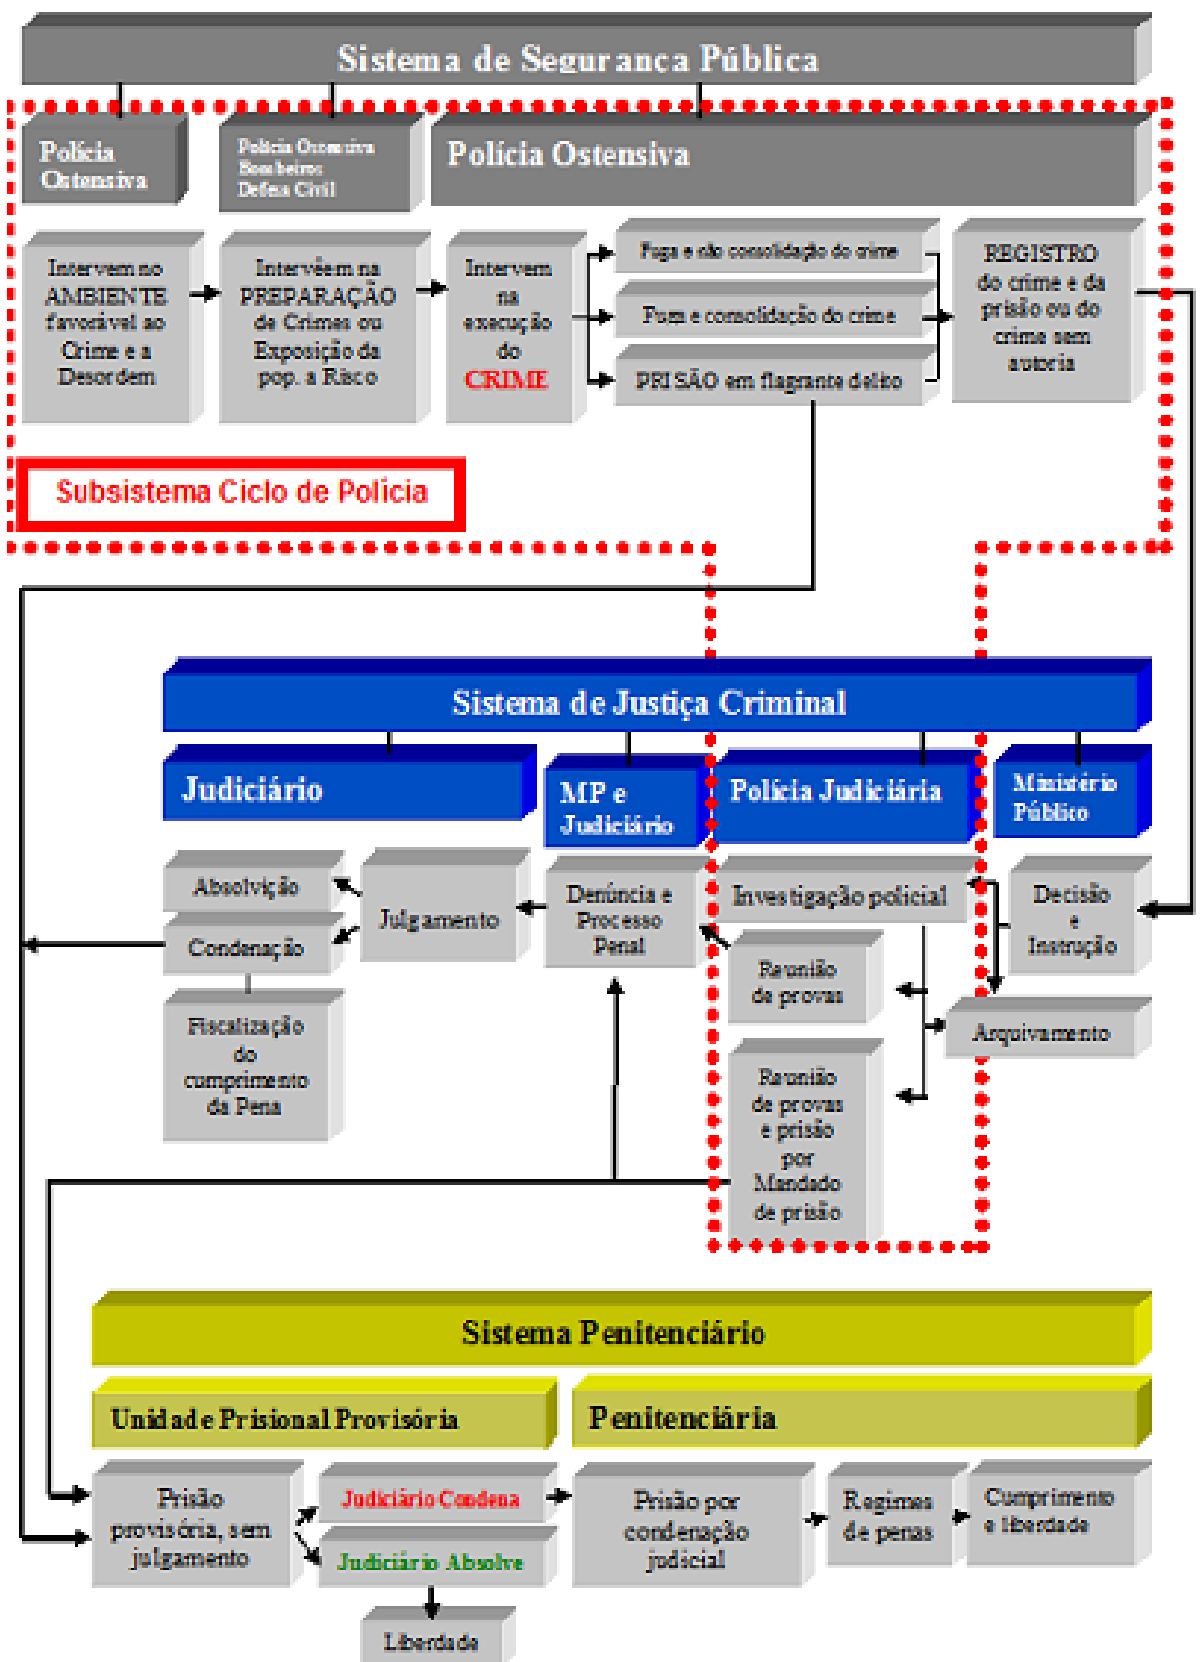 Sistema de Segurança Pública
Polícia
Ostensiva
Polícia Ostensiva
Bombeiros
Defesa Civil
Polícia Ostensiva
Intervem no
AMBIENTE
favorável ao
Crime e a
Desordem
Intervêem na
PREPARAÇÃO
de Crimes ou
Exposição da
pop. a Risco
Intervem
na
execução
do
CRIME
Fuga e não consolidação do crime
Fuga e consolidação do crime
PRISÃO em flagrante delito
REGISTRO
do crime e da
prisão ou do
crime sem
autoria
Subsistema Ciclo de Polícia
Sistema de Justiça Criminal
Judiciário
MP e
Judiciário
Polícia Judiciária
Ministério
Público
Absolvição
Condenação
Fiscalização
do
cumprimento
da Pena
Julgamento
Denúncia e
Processo
Penal
Investigação policial
Reunião
de provas
Reunião
de provas
e prisão
por
Mandado
de prisão
Decisão
e
Instrução
Arquivamento
Sistema Penitenciário
Unidade Prisional Provisória
Penitenciária
Prisão
provisória, sem
julgamento
Judiciário Condena
Judiciário Absolve
Liberdade
Prisão por
condenação
judicial
Regimes
de penas
Cumprimento
e liberdade